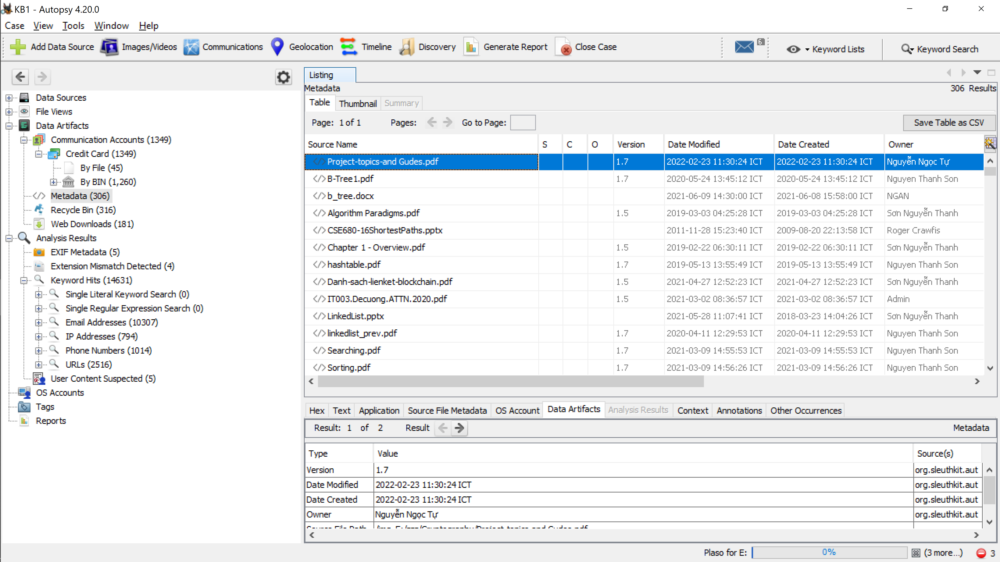 KB1 - Autopsy 4.20.0
Case View Tools Window Help
Add Data Source Images/Videos Communications Geolocation Timeline Discovery Generate Report Close Case 6 Keyword Lists Keyword Search
Data Sources
File Views
Data Artifacts
Communication Accounts (1349)
Credit Card (1349)
By File (45)
By BIN (1,260)
Metadata (306)
Recycle Bin (316)
Web Downloads (181)
Analysis Results
EXIF Metadata (5)
Extension Mismatch Detected (4)
Keyword Hits (14631)
Single Literal Keyword Search (0)
Single Regular Expression Search (0)
Email Addresses (10307)
IP Addresses (794)
Phone Numbers (1014)
URLs (2516)
User Content Suspected (5)
OS Accounts
Tags
Reports
Listing
Metadata 306 Results
Table Thumbnail Summary
Page: 1 of 1 Pages: Go to Page: Save Table as CSV
Source Name S C O Version Date Modified Date Created Owner
Project-topics-and Gudes.pdf 1.7 2022-02-23 11:30:24 ICT 2022-02-23 11:30:24 ICT Nguyễn Ngọc Tự
B-Tree1.pdf 1.7 2020-05-24 13:45:12 ICT 2020-05-24 13:45:12 ICT Nguyen Thanh Son
b_tree.docx 2021-06-09 14:30:00 ICT 2021-06-08 15:58:00 ICT NGAN
Algorithm Paradigms.pdf 1.5 2019-03-03 04:25:28 ICT 2019-03-03 04:25:28 ICT Sơn Nguyễn Thanh
CSE680-16ShortestPaths.pptx 2011-11-28 15:23:40 ICT 2009-08-20 22:13:58 ICT Roger Crawfis
Chapter 1 - Overview.pdf 1.5 2019-02-22 06:30:11 ICT 2019-02-22 06:30:11 ICT Sơn Nguyễn Thanh
hashtable.pdf 1.7 2019-05-13 13:55:49 ICT 2019-05-13 13:55:49 ICT Nguyen Thanh Son
Danh-sach-lienket-blockchain.pdf 1.5 2021-04-27 12:52:23 ICT 2021-04-27 12:52:23 ICT Sơn Nguyễn Thanh
IT003.Decuong.ATTN.2020.pdf 1.5 2021-03-02 08:36:57 ICT 2021-03-02 08:36:57 ICT Admin
LinkedList.pptx 2021-05-28 11:07:41 ICT 2018-03-23 14:04:26 ICT Sơn Nguyễn Thanh
linkedlist_prev.pdf 1.7 2020-04-11 12:29:53 ICT 2020-04-11 12:29:53 ICT Nguyen Thanh Son
Searching.pdf 1.7 2021-03-09 14:55:53 ICT 2021-03-09 14:55:53 ICT Nguyen Thanh Son
Sorting.pdf 1.7 2021-03-09 14:56:26 ICT 2021-03-09 14:56:26 ICT Nguyen Thanh Son
Hex Text Application Source File Metadata OS Account Data Artifacts Analysis Results Context Annotations Other Occurrences
Result: 1 of 2 Result Metadata
Type Value Source(s)
Version 1.7 org.sleuthkit.aut
Date Modified 2022-02-23 11:30:24 ICT org.sleuthkit.aut
Date Created 2022-02-23 11:30:24 ICT org.sleuthkit.aut
Owner Nguyễn Ngọc Tự org.sleuthkit.aut
Plaso for E: 0% (3 more...) 3